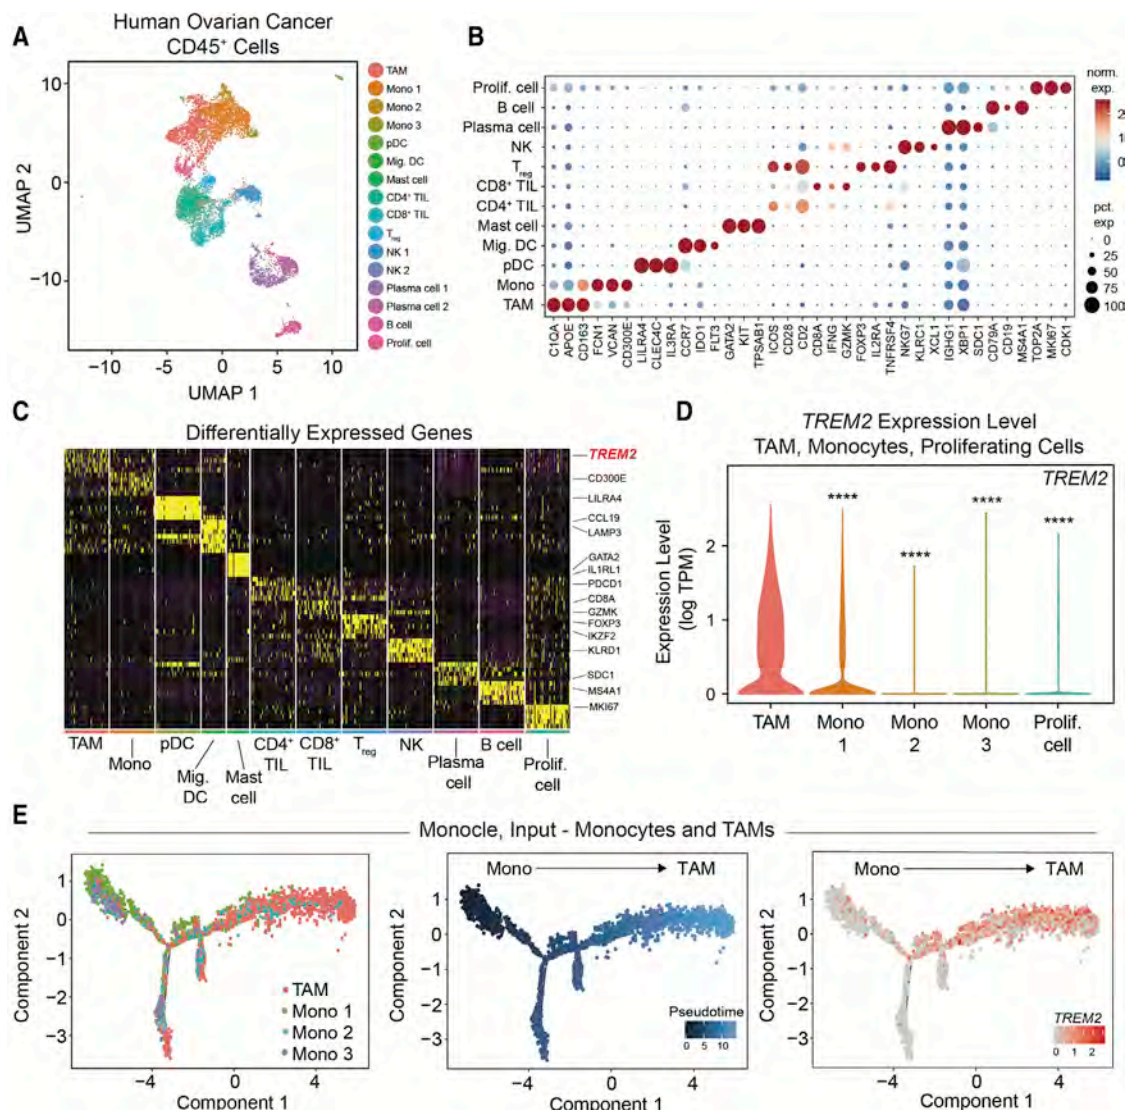 A
Human Ovarian Cancer
CD45+ Cells
10
0
−10
UMAP 2
−10
−5
0
5
10
UMAP 1
TAM
Mono 1
Mono 2
Mono 3
pDC
Mig. DC
Mast cell
CD4+ TIL
CD8+ TIL
Treg
NK 1
NK 2
Plasma cell 1
Plasma cell 2
B cell
Prolif. cell
B
Prolif. cell
B cell
Plasma cell
NK
Treg
CD8+ TIL
CD4+ TIL
Mast cell
Mig. DC
pDC
Mono
TAM
C1QA
APOE
CD163
FCN1
VCAN
CD300E
LILRA4
CLEC4C
IL3RA
CCR7
IDO1
FLT3
GATA2
KIT
TPSAB1
ICOS
CD28
CD2
CD8A
IFNG
GZMK
FOXP3
IL2RA
TNFRSF4
NKG7
KLRC1
XCL1
IGHG1
XBP1
SDC1
CD79A
CD19
MS4A1
TOP2A
MKI67
CDK1
norm.
exp.
2
1
0
pct.
exp
0
25
50
75
100
C
Differentially Expressed Genes
TREM2
CD300E
LILRA4
CCL19
LAMP3
GATA2
IL1RL1
PDCD1
CD8A
GZMK
FOXP3
IKZF2
KLRD1
SDC1
MS4A1
MKI67
TAM
Mono
pDC
Mig.
DC
Mast
cell
CD4+
TIL
CD8+
TIL
Treg
NK
Plasma
cell
B cell
Prolif.
cell
D
TREM2 Expression Level
TAM, Monocytes, Proliferating Cells
TREM2
Expression Level
(log TPM)
2
1
0
****
****
****
****
TAM
Mono
1
Mono
2
Mono
3
Prolif.
cell
E
Monocle, Input - Monocytes and TAMs
Component 2
1
0
−1
−2
−3
TAM
Mono 1
Mono 2
Mono 3
−4
0
4
Component 1
Mono
TAM
Component 2
1
0
−1
−2
−3
Pseudotime
0 5 10
−4
0
4
Component 1
Mono
TAM
Component 2
1
0
−1
−2
−3
TREM2
0 1 2
−4
0
4
Component 1